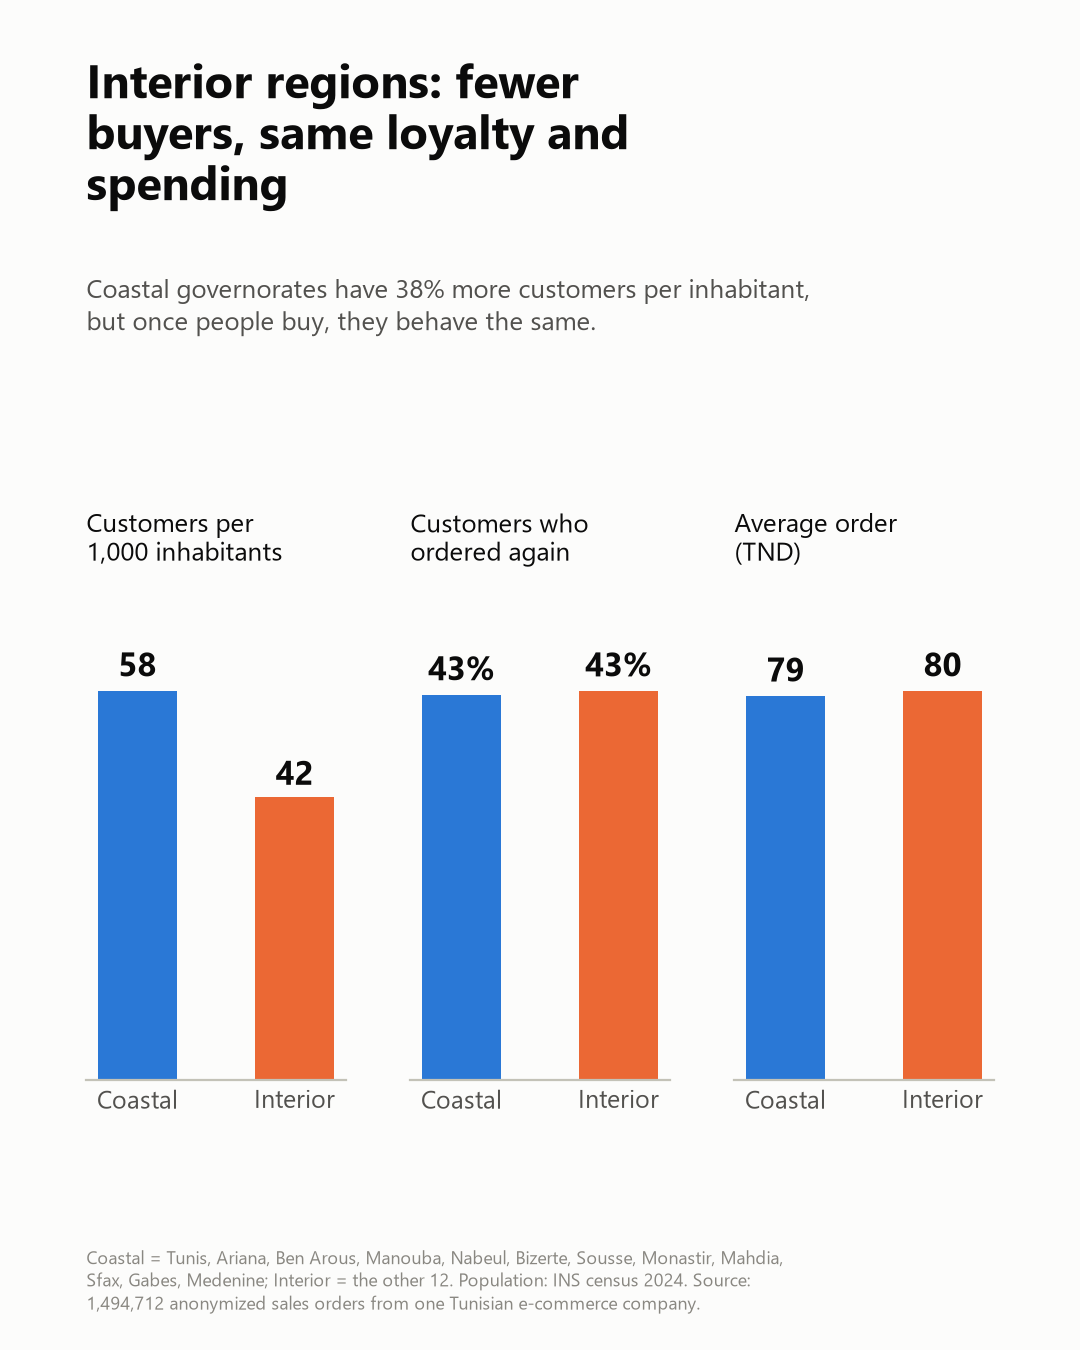 Interior regions: fewer
buyers, same loyalty and
spending
Coastal governorates have 38% more customers per inhabitant,
but once people buy, they behave the same.
Customers per
1,000 inhabitants
58
42
Coastal
Interior
Customers who
ordered again
43%
43%
Coastal
Interior
Average order
(TND)
79
80
Coastal
Interior
Coastal = Tunis, Ariana, Ben Arous, Manouba, Nabeul, Bizerte, Sousse, Monastir, Mahdia,
Sfax, Gabes, Medenine; Interior = the other 12. Population: INS census 2024. Source:
1,494,712 anonymized sales orders from one Tunisian e-commerce company.